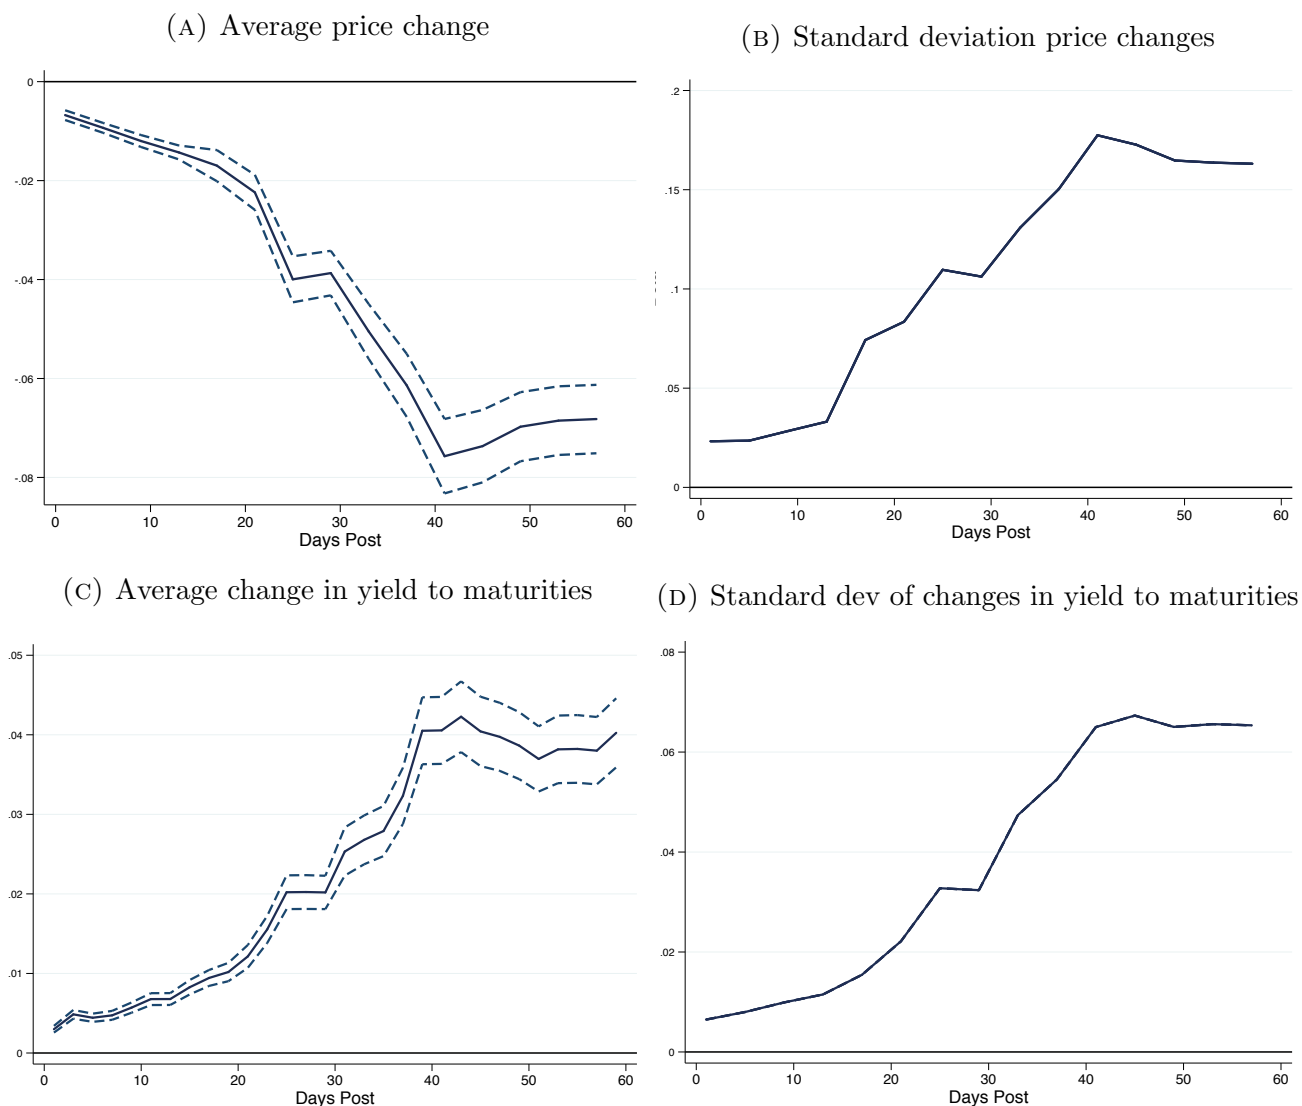 (A) Average price change
0
-.02
-.04
-.06
-.08
0 10 20 30 40 50 60
Days Post
(B) Standard deviation price changes
.2
.15
.1
.05
0
0 10 20 30 40 50 60
Days Post
(C) Average change in yield to maturities
.05
.04
.03
.02
.01
0
0 10 20 30 40 50 60
Days Post
(D) Standard dev of changes in yield to maturities
.08
.06
.04
.02
0
0 10 20 30 40 50 60
Days Post